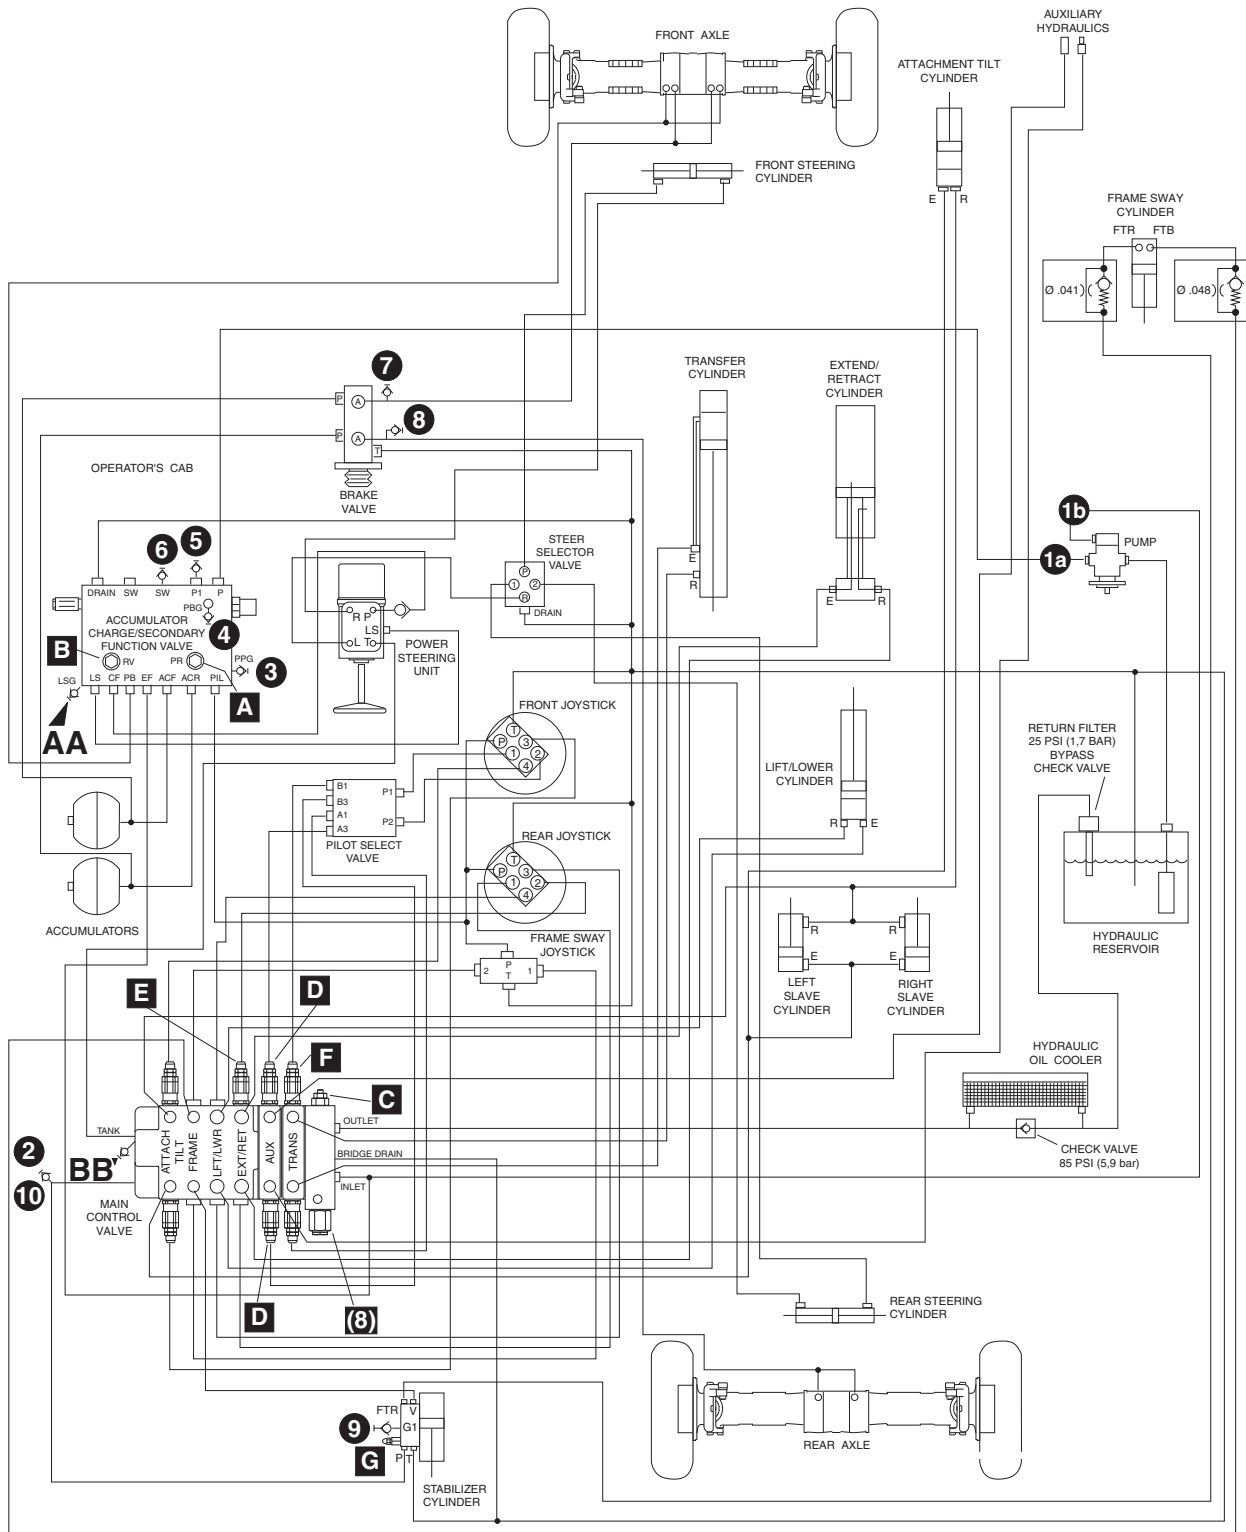 FRONT AXLE
AUXILIARY
HYDRAULICS
ATTACHMENT TILT
CYLINDER
E
R
FRONT STEERING
CYLINDER
FRAME SWAY
CYLINDER
FTR
FTB
Ø .041
Ø .048
7
8
P
A
P
A
T
BRAKE
VALVE
OPERATOR'S CAB
TRANSFER
CYLINDER
E
R
EXTEND/
RETRACT
CYLINDER
E
R
1b
1a
PUMP
6
5
STEER
SELECTOR
VALVE
P
1
2
R
DRAIN
DRAIN
SW
SW
P1
P
PBG
ACCUMULATOR
CHARGE/SECONDARY
FUNCTION VALVE
4
B
RV
PR
PPG
3
LSG
LS
CF
PB
EF
ACF
ACR
PIL
A
AA
R
P
LS
L
T
POWER
STEERING
UNIT
FRONT JOYSTICK
T
P
3
1
2
4
RETURN FILTER
25 PSI (1,7 BAR)
BYPASS
CHECK VALVE
LIFT/LOWER
CYLINDER
R
E
B1
B3
A1
A3
P1
P2
PILOT SELECT
VALVE
REAR JOYSTICK
T
P
3
1
2
4
ACCUMULATORS
FRAME SWAY
JOYSTICK
2
P
T
1
R
R
E
E
LEFT
SLAVE
CYLINDER
RIGHT
SLAVE
CYLINDER
HYDRAULIC
RESERVOIR
E
D
F
C
HYDRAULIC
OIL COOLER
TANK
OUTLET
BRIDGE DRAIN
INLET
CHECK VALVE
85 PSI (5,9 bar)
2
BB
10
MAIN
CONTROL
VALVE
ATTACH
TILT
FRAME
LFT/LWR
EXT/RET
AUX
TRANS
D
(8)
REAR STEERING
CYLINDER
FTR
V
9
G1
G
P
T
STABILIZER
CYLINDER
REAR AXLE